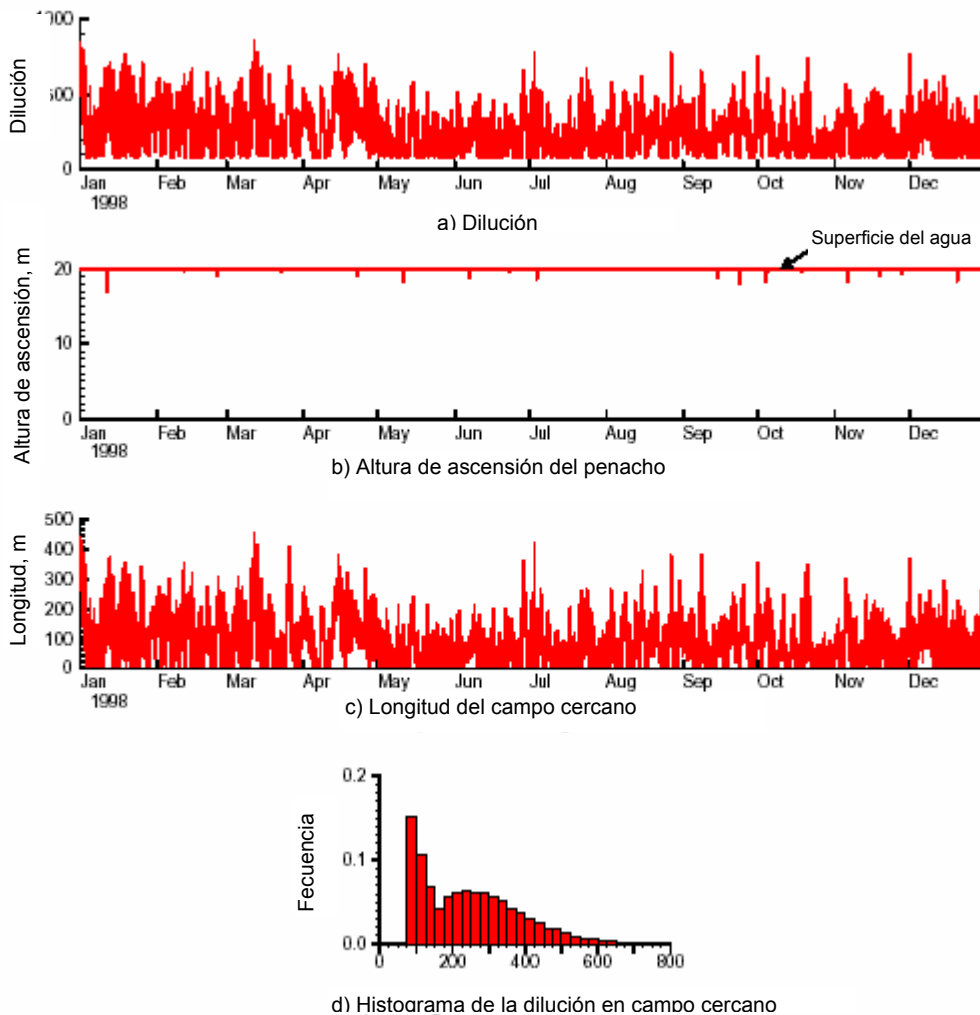 1000
500
0
Dilución
Jan Feb Mar Apr May Jun Jul Aug Sep Oct Nov Dec
1998
a) Dilución
Superficie del agua
20
10
0
Altura de ascensión, m
Jan Feb Mar Apr May Jun Jul Aug Sep Oct Nov Dec
1998
b) Altura de ascensión del penacho
500
400
300
200
100
0
Longitud, m
Jan Feb Mar Apr May Jun Jul Aug Sep Oct Nov Dec
1998
c) Longitud del campo cercano
0.2
0.1
0.0
Fecuencia
0 200 400 600 800
d) Histograma de la dilución en campo cercano